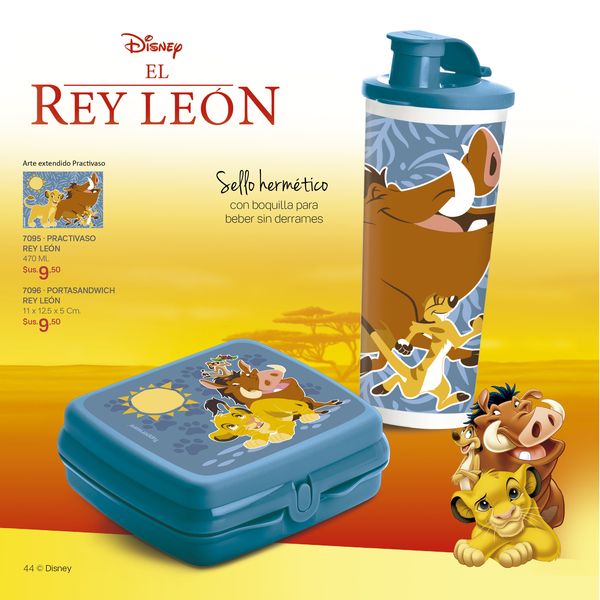 Disney
EL
REY LEÓN
Arte extendido Practivaso
7095 · PRACTIVASO
REY LEÓN
470 ML
$us.9.50
7096 · PORTASANDWICH
REY LEÓN
11 x 12.5 x 5 Cm.
$us.9.50
Sello hermético
con boquilla para
beber sin derrames
Tupperware
44 © Disney